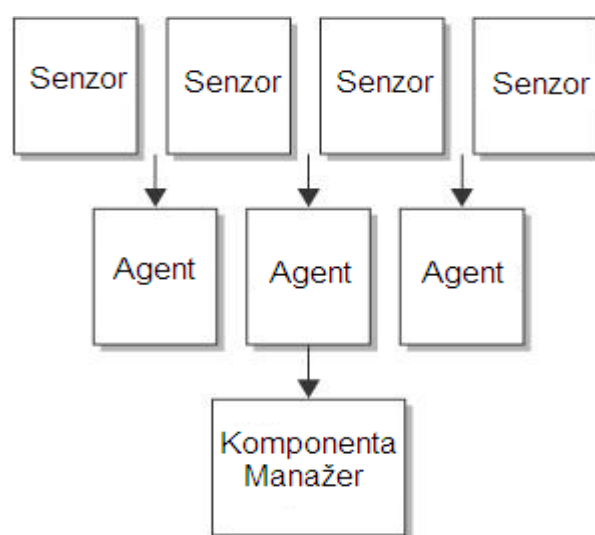 Senzor
Senzor
Senzor
Senzor
Agent
Agent
Agent
Komponenta
Manažer